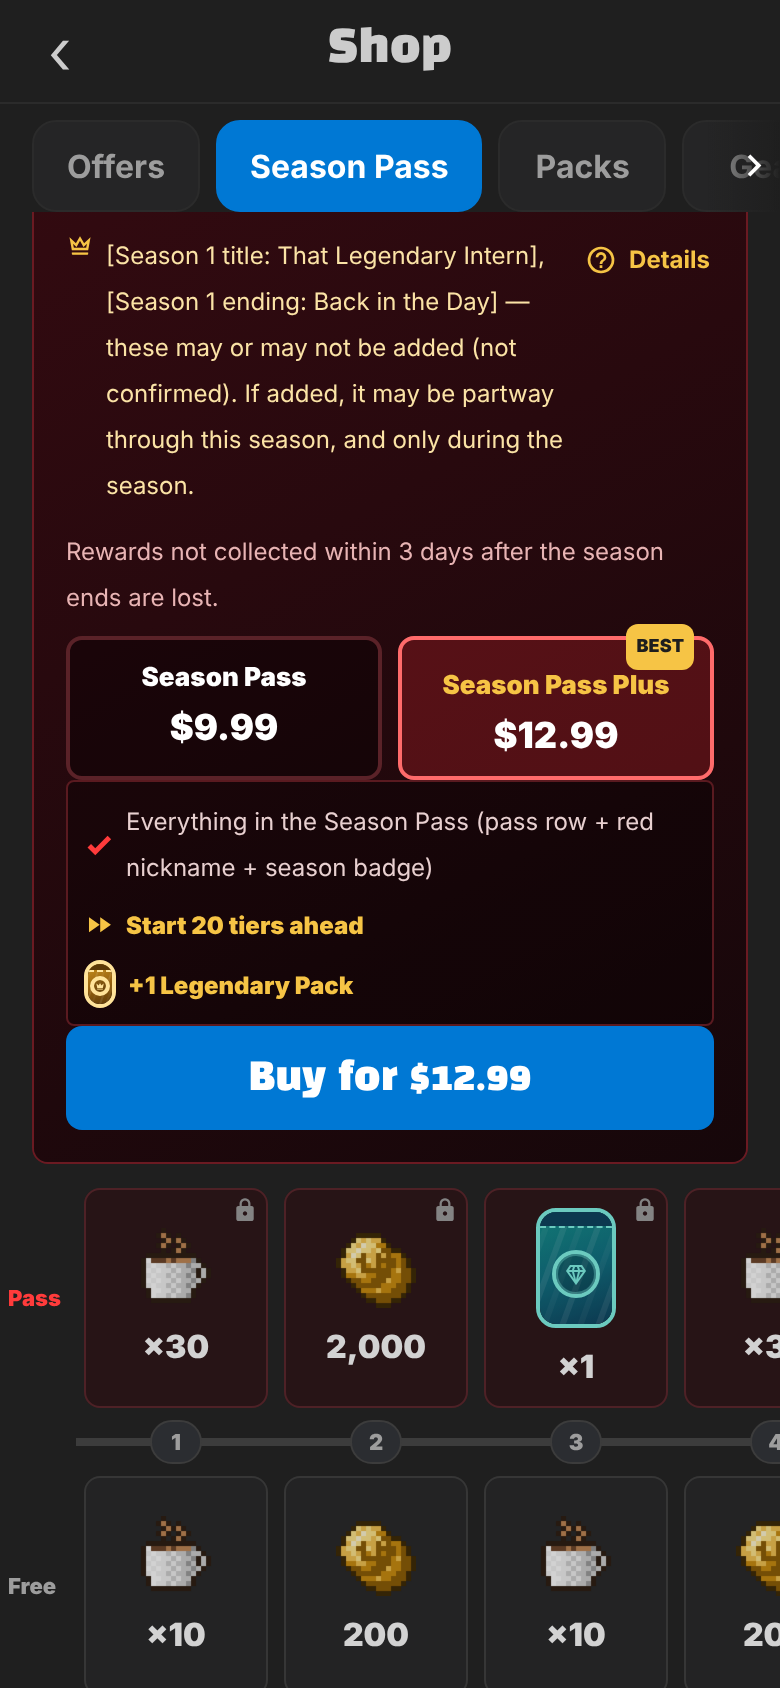 Shop
Offers
Season Pass
Packs
[Season 1 title: That Legendary Intern],
[Season 1 ending: Back in the Day] —
these may or may not be added (not
confirmed). If added, it may be partway
through this season, and only during the
season.
Details
Rewards not collected within 3 days after the season
ends are lost.
Season Pass
$9.99
BEST
Season Pass Plus
$12.99
Everything in the Season Pass (pass row + red
nickname + season badge)
Start 20 tiers ahead
+1 Legendary Pack
Buy for $12.99
Pass
×30
2,000
×1
1
2
3
4
Free
×10
200
×10